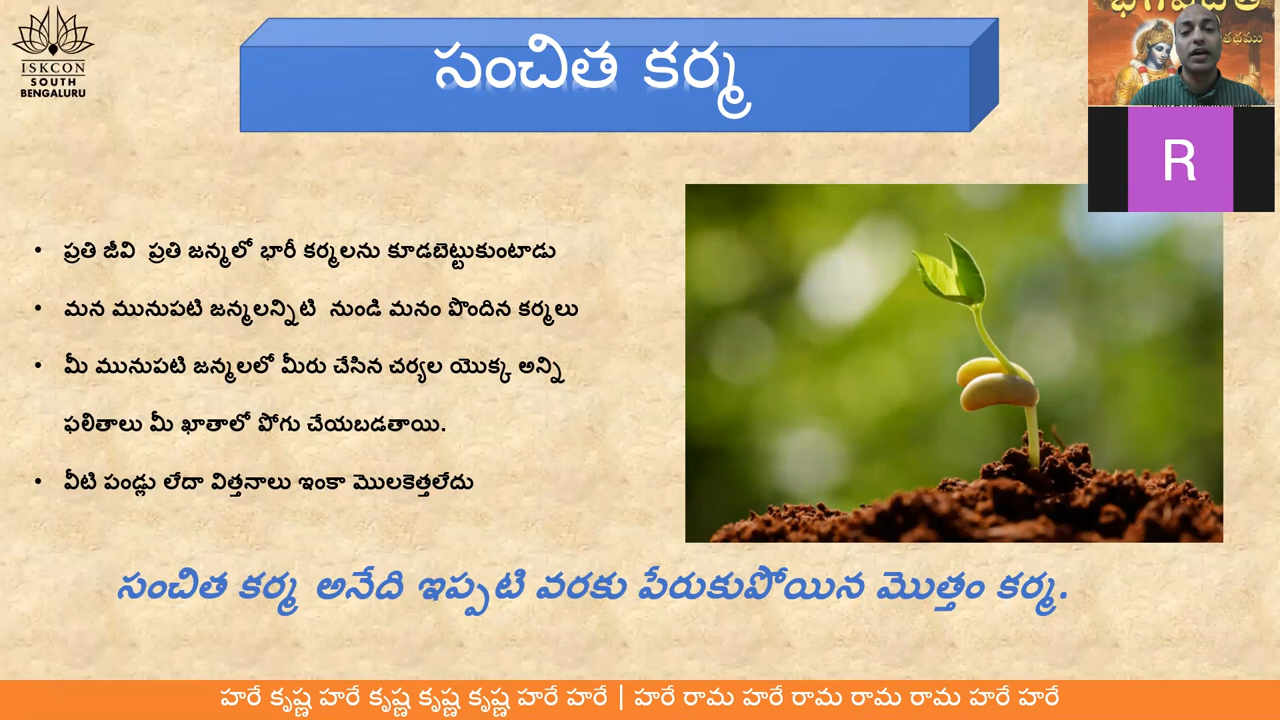 ISKCON
SOUTH
BENGALURU
సంచిత కర్మ
R
• ప్రతి జీవి ప్రతి జన్మలో భారీ కర్మలను కూడబెట్టుకుంటాడు
• మన మునుపటి జన్మలన్నిటి నుండి మనం పొందిన కర్మలు
• మీ మునుపటి జన్మలలో మీరు చేసిన చర్యల యొక్క అన్ని
ఫలితాలు మీ ఖాతాలో పోగు చేయబడతాయి.
• వీటి పండ్లు లేదా విత్తనాలు ఇంకా మొలకెత్తలేదు
సంచిత కర్మ అనేది ఇప్పటి వరకు పేరుకుపోయిన మొత్తం కర్మ.
హరే కృష్ణ హరే కృష్ణ కృష్ణ కృష్ణ హరే హరే | హరే రామ హరే రామ రామ రామ హరే హరే